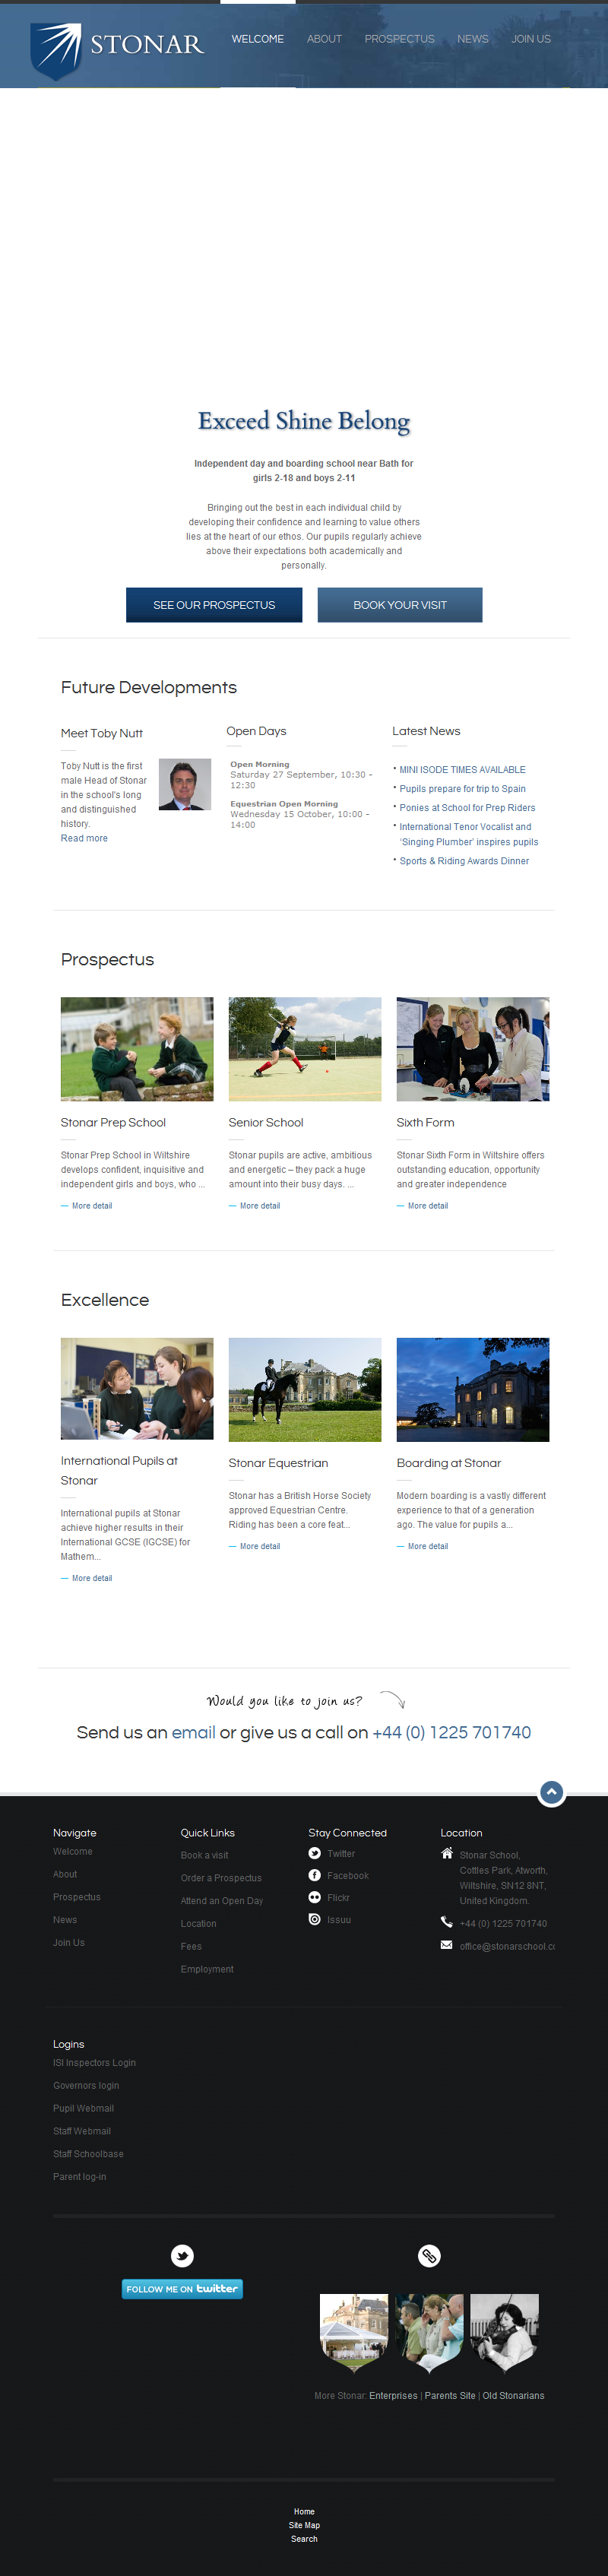 STONAR
WELCOME
ABOUT
PROSPECTUS
NEWS
JOIN US
Exceed Shine Belong
Independent day and boarding school near Bath for
girls 2-18 and boys 2-11
Bringing out the best in each individual child by
developing their confidence and learning to value others
lies at the heart of our ethos. Our pupils regularly achieve
above their expectations both academically and
personally.
SEE OUR PROSPECTUS
BOOK YOUR VISIT
Future Developments
Meet Toby Nutt
Toby Nutt is the first
male Head of Stonar
in the school's long
and distinguished
history.
Read more
Open Days
Open Morning
Saturday 27 September, 10:30 -
12:30
Equestrian Open Morning
Wednesday 15 October, 10:00 -
14:00
Latest News
MINI ISODE TIMES AVAILABLE
Pupils prepare for trip to Spain
Ponies at School for Prep Riders
International Tenor Vocalist and
'Singing Plumber' inspires pupils
Sports & Riding Awards Dinner
Prospectus
Stonar Prep School
Stonar Prep School in Wiltshire
develops confident, inquisitive and
independent girls and boys, who ...
More detail
Senior School
Stonar pupils are active, ambitious
and energetic – they pack a huge
amount into their busy days. ...
More detail
Sixth Form
Stonar Sixth Form in Wiltshire offers
outstanding education, opportunity
and greater independence
More detail
Excellence
International Pupils at
Stonar
International pupils at Stonar
achieve higher results in their
International GCSE (IGCSE) for
Mathem...
More detail
Stonar Equestrian
Stonar has a British Horse Society
approved Equestrian Centre.
Riding has been a core feat...
More detail
Boarding at Stonar
Modern boarding is a vastly different
experience to that of a generation
ago. The value for pupils a...
More detail
Would you like to join us?
Send us an email or give us a call on +44 (0) 1225 701740
Navigate
Welcome
About
Prospectus
News
Join Us
Quick Links
Book a visit
Order a Prospectus
Attend an Open Day
Location
Fees
Employment
Stay Connected
Twitter
Facebook
Flickr
Issuu
Location
Stonar School,
Cottles Park, Atworth,
Wiltshire, SN12 8NT,
United Kingdom.
+44 (0) 1225 701740
office@stonarschool.co
Logins
ISI Inspectors Login
Governors login
Pupil Webmail
Staff Webmail
Staff Schoolbase
Parent log-in
FOLLOW ME ON twitter
More Stonar: Enterprises | Parents Site | Old Stonarians
Home
Site Map
Search